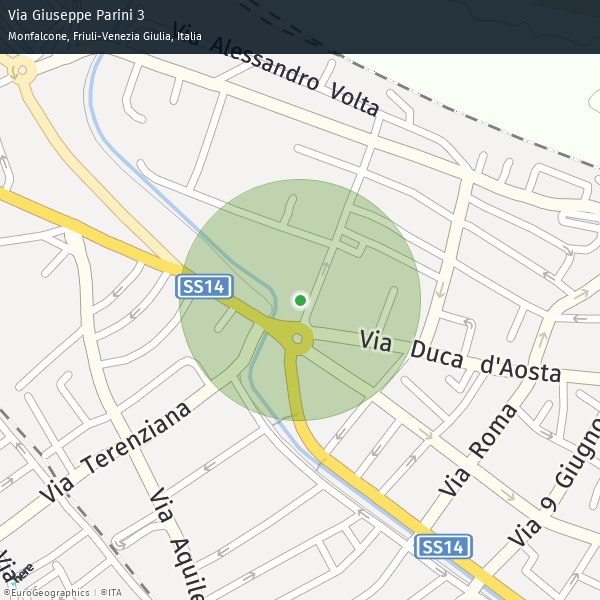 Via Giuseppe Parini 3
Monfalcone, Friuli-Venezia Giulia, Italia
Via Alessandro Volta
SS14
Via Duca d'Aosta
Via Terenziana
Via Roma
Via 9 Giugno
Via Aquile
SS14
Via
here
©EuroGeographics | ©ITA